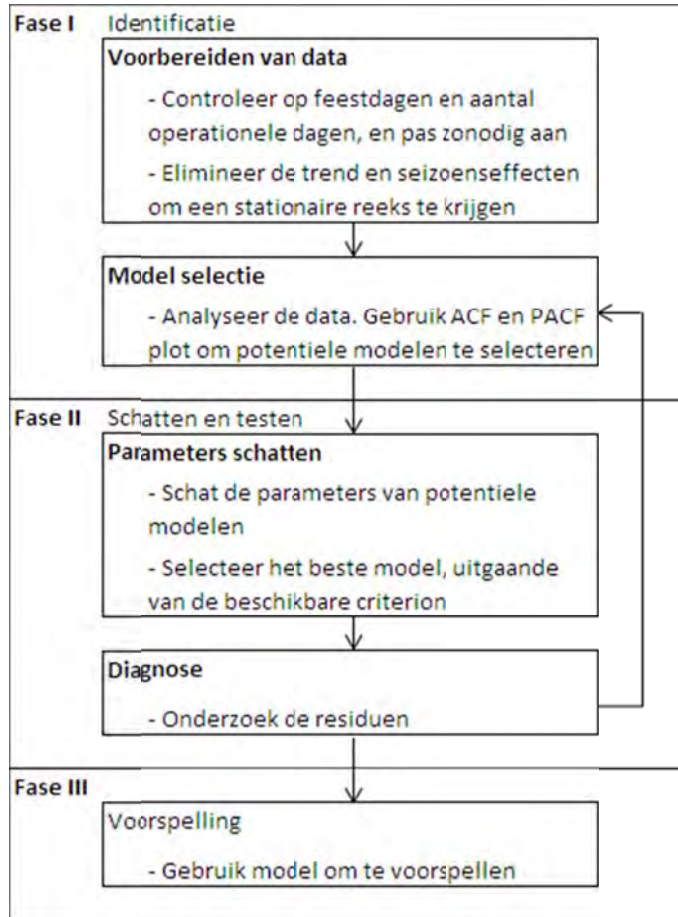 Fase I Identificatie
Voorbereiden van data
- Controleer op feestdagen en aantal
operationele dagen, en pas zonodig aan
- Elimineer de trend en seizoenseffecten
om een stationaire reeks te krijgen
Model selectie
- Analyseer de data. Gebruik ACF en PACF
plot om potentiele modelen te selecteren
Fase II Schatten en testen
Parameters schatten
- Schat de parameters van potentiele
modelen
- Selecteer het beste model, uitgaande
van de beschikbare criterion
Diagnose
- Onderzoek de residuen
Fase III
Voorspelling
- Gebruik model om te voorspellen